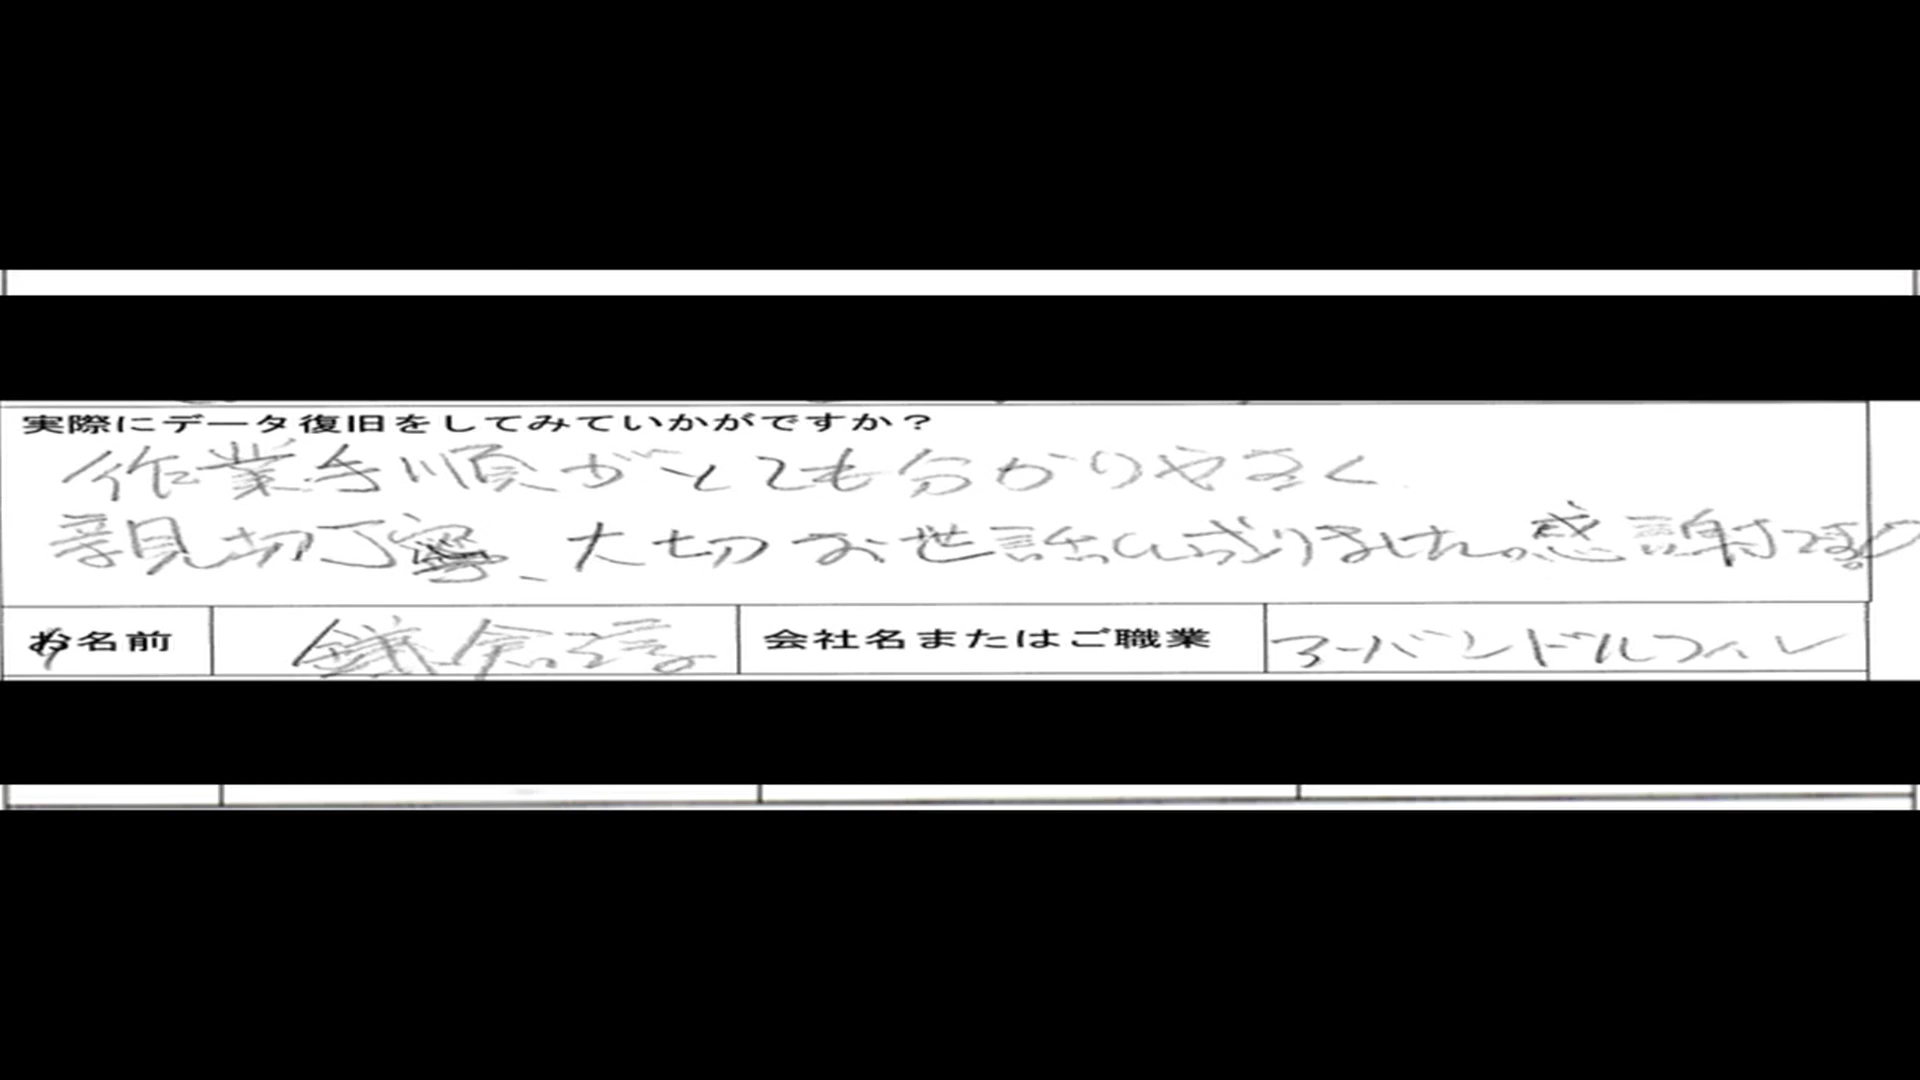 実際にデータ復旧をしてみていかがですか？
作業手順がとても分かりやすく
親切丁寧、大切お世話に成りました。感謝です。
お名前
会社名またはご職業
アーバンドルフィン